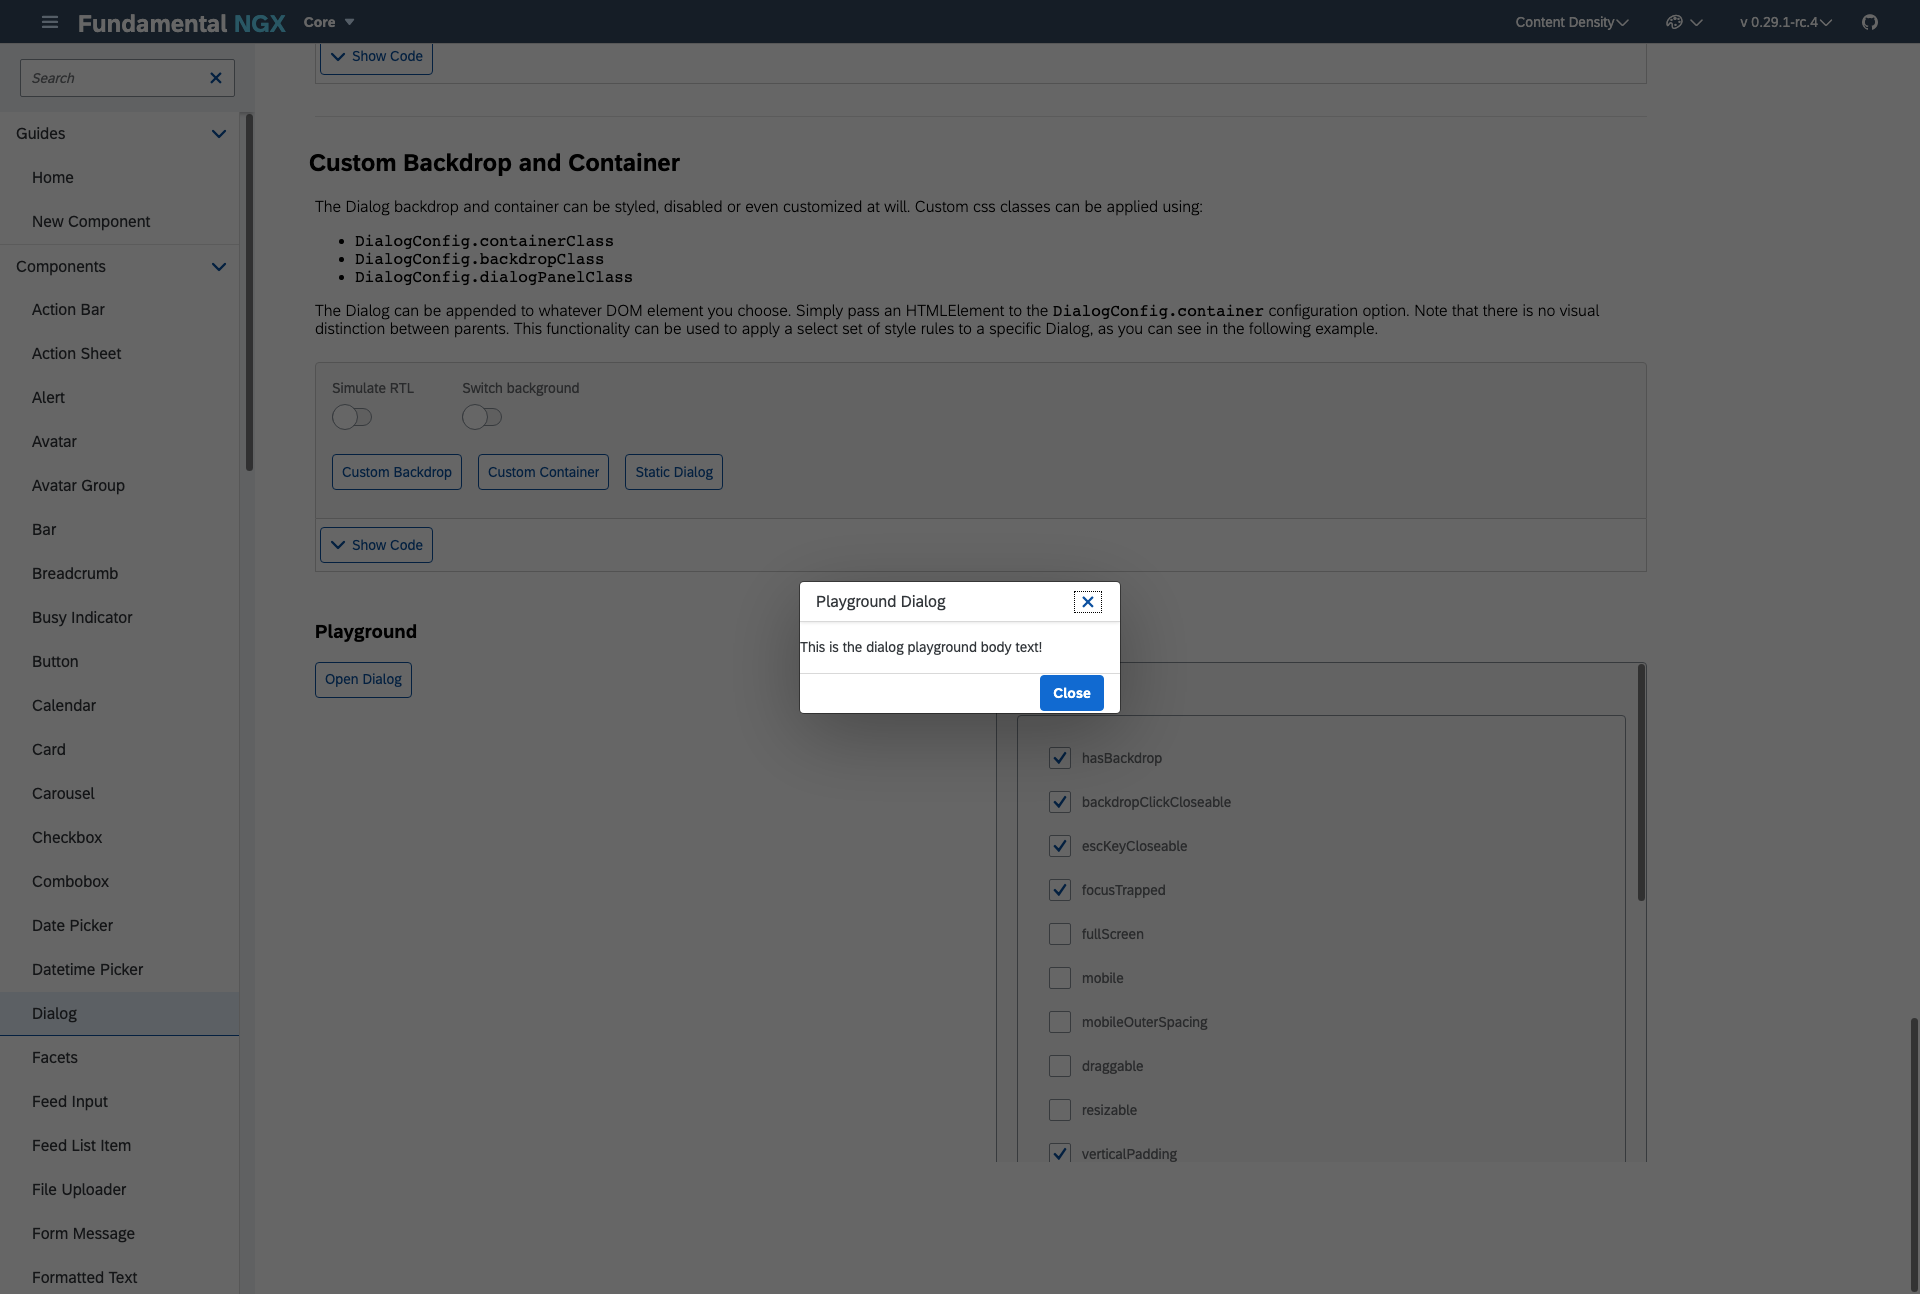 Fundamental NGX
Core
Content Density
v 0.29.1-rc.4
Search
Guides
Home
New Component
Components
Action Bar
Action Sheet
Alert
Avatar
Avatar Group
Bar
Breadcrumb
Busy Indicator
Button
Calendar
Card
Carousel
Checkbox
Combobox
Date Picker
Datetime Picker
Dialog
Facets
Feed Input
Feed List Item
File Uploader
Form Message
Formatted Text
Show Code
Custom Backdrop and Container
The Dialog backdrop and container can be styled, disabled or even customized at will. Custom css classes can be applied using:
• DialogConfig.containerClass
• DialogConfig.backdropClass
• DialogConfig.dialogPanelClass
The Dialog can be appended to whatever DOM element you choose. Simply pass an HTMLElement to the DialogConfig.container configuration option. Note that there is no visual
distinction between parents. This functionality can be used to apply a select set of style rules to a specific Dialog, as you can see in the following example.
Simulate RTL
Switch background
Custom Backdrop
Custom Container
Static Dialog
Show Code
Playground
Open Dialog
Playground Dialog
This is the dialog playground body text!
Close
hasBackdrop
backdropClickCloseable
escKeyCloseable
focusTrapped
fullScreen
mobile
mobileOuterSpacing
draggable
resizable
verticalPadding